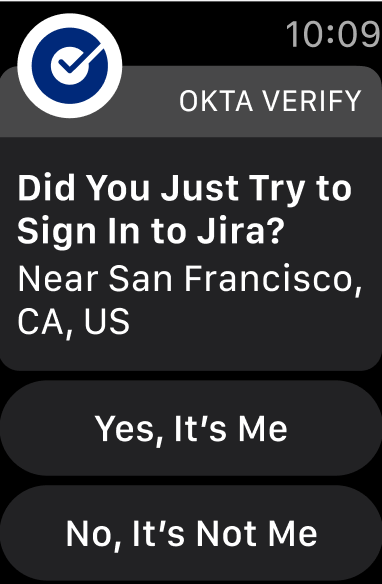 10:09
OKTA VERIFY
Did You Just Try to
Sign In to Jira?
Near San Francisco,
CA, US
Yes, It’s Me
No, It’s Not Me